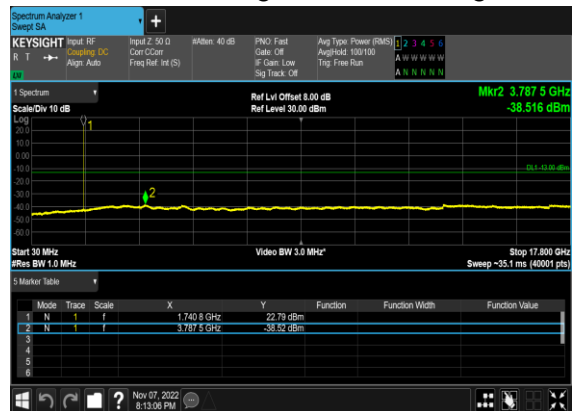 Spectrum Analyzer 1
Swept SA
+
KEYSIGHT Input: RF Input Z: 50 Ω #Atten: 40 dB PNO: Fast Avg Type: Power (RMS) 1 2 3 4 5 6
R T Coupling: DC Corr CCorr Gate: Off Avg|Hold: 100/100 A W W W W W
Align: Auto Freq Ref: Int (S) IF Gain: Low Trig: Free Run
LW Sig Track: Off A N N N N N
1 Spectrum Ref Lvl Offset 8.00 dB Mkr2 3.787 5 GHz
Scale/Div 10 dB Ref Level 30.00 dBm -38.516 dBm
Log
20.0
10.0
0.00
-10.0
-20.0
-30.0
-40.0
-50.0
-60.0
1
DL1 -13.00 dBm
2
Start 30 MHz Video BW 3.0 MHz* Stop 17.800 GHz
#Res BW 1.0 MHz Sweep ~35.1 ms (40001 pts)
5 Marker Table
Mode Trace Scale X Y Function Function Width Function Value
1 N 1 f 1.740 8 GHz 22.79 dBm
2 N 1 f 3.787 5 GHz -38.52 dBm
3
4
5
6
? Nov 07, 2022
8:13:06 PM